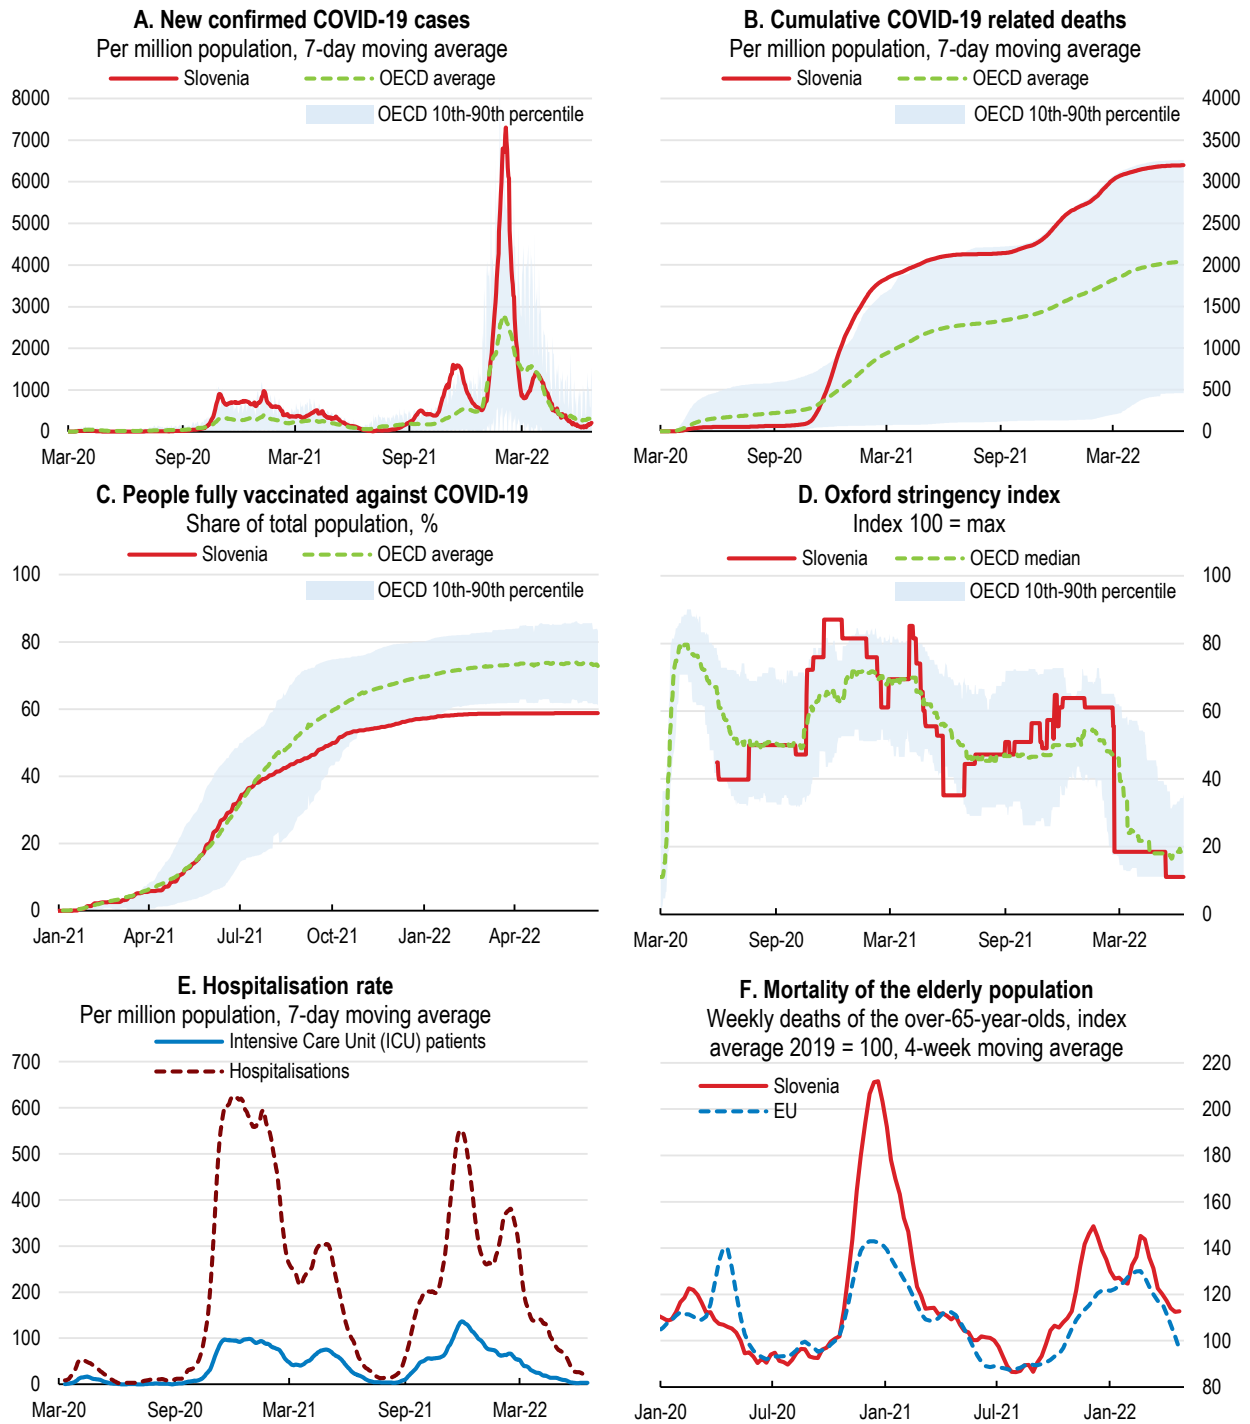 A. New confirmed COVID-19 cases
Per million population, 7-day moving average
Slovenia
OECD average
OECD 10th-90th percentile
8000
7000
6000
5000
4000
3000
2000
1000
0
Mar-20
Sep-20
Mar-21
Sep-21
Mar-22
B. Cumulative COVID-19 related deaths
Per million population, 7-day moving average
Slovenia
OECD average
OECD 10th-90th percentile
4000
3500
3000
2500
2000
1500
1000
500
0
Mar-20
Sep-20
Mar-21
Sep-21
Mar-22
C. People fully vaccinated against COVID-19
Share of total population, %
Slovenia
OECD average
OECD 10th-90th percentile
100
80
60
40
20
0
Jan-21
Apr-21
Jul-21
Oct-21
Jan-22
Apr-22
D. Oxford stringency index
Index 100 = max
Slovenia
OECD median
OECD 10th-90th percentile
100
80
60
40
20
0
Mar-20
Sep-20
Mar-21
Sep-21
Mar-22
E. Hospitalisation rate
Per million population, 7-day moving average
Intensive Care Unit (ICU) patients
Hospitalisations
700
600
500
400
300
200
100
0
Mar-20
Sep-20
Mar-21
Sep-21
Mar-22
F. Mortality of the elderly population
Weekly deaths of the over-65-year-olds, index
average 2019 = 100, 4-week moving average
Slovenia
EU
220
200
180
160
140
120
100
80
Jan-20
Jul-20
Jan-21
Jul-21
Jan-22